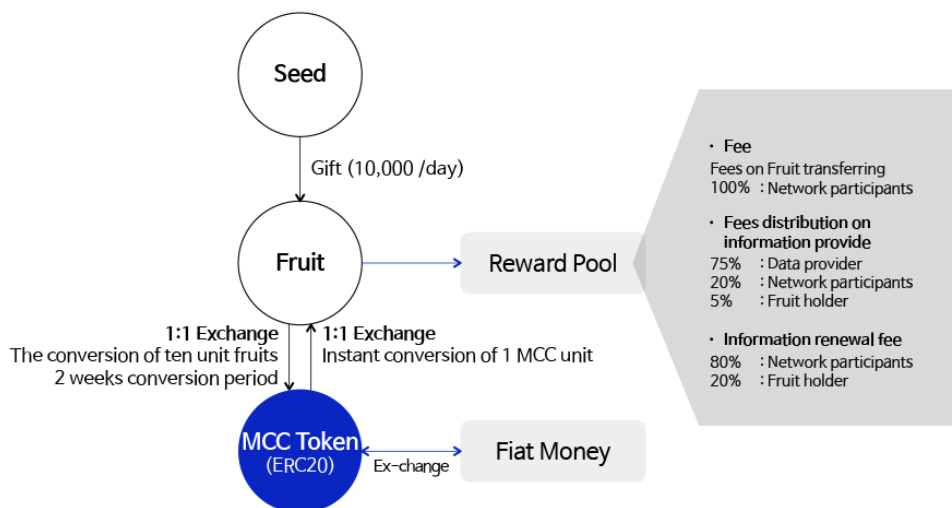 Seed
Gift (10,000 /day)
Fruit
Reward Pool
1:1 Exchange
The conversion of ten unit fruits
2 weeks conversion period
1:1 Exchange
Instant conversion of 1 MCC unit
MCC Token
(ERC20)
Ex-change
Fiat Money
· Fee
Fees on Fruit transferring
100% : Network participants
· Fees distribution on
information provide
75% : Data provider
20% : Network participants
5% : Fruit holder
· Information renewal fee
80% : Network participants
20% : Fruit holder